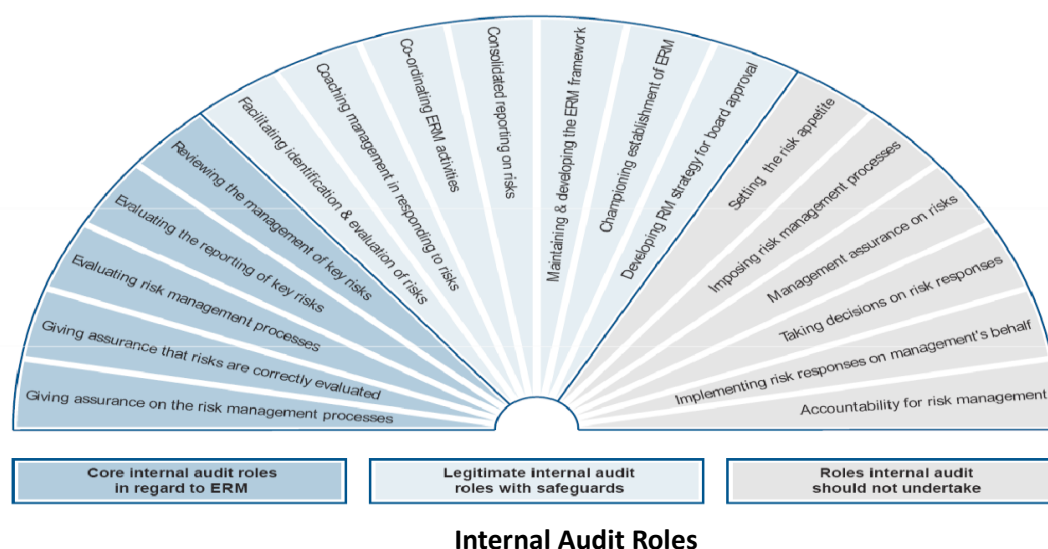 Giving assurance on the risk management processes
Giving assurance that risks are correctly evaluated
Evaluating risk management processes
Evaluating the reporting of key risks
Reviewing the management of key risks
Facilitating identification & evaluation of risks
Coaching management in responding to risks
Co-ordinating ERM activities
Consolidated reporting on risks
Maintaining & developing the ERM framework
Championing establishment of ERM
Developing RM strategy for board approval
Setting the risk appetite
Imposing risk management processes
Management assurance on risks
Taking decisions on risk responses
Implementing risk responses on management's behalf
Accountability for risk management
Core internal audit roles
in regard to ERM
Legitimate internal audit
roles with safeguards
Roles internal audit
should not undertake
Internal Audit Roles